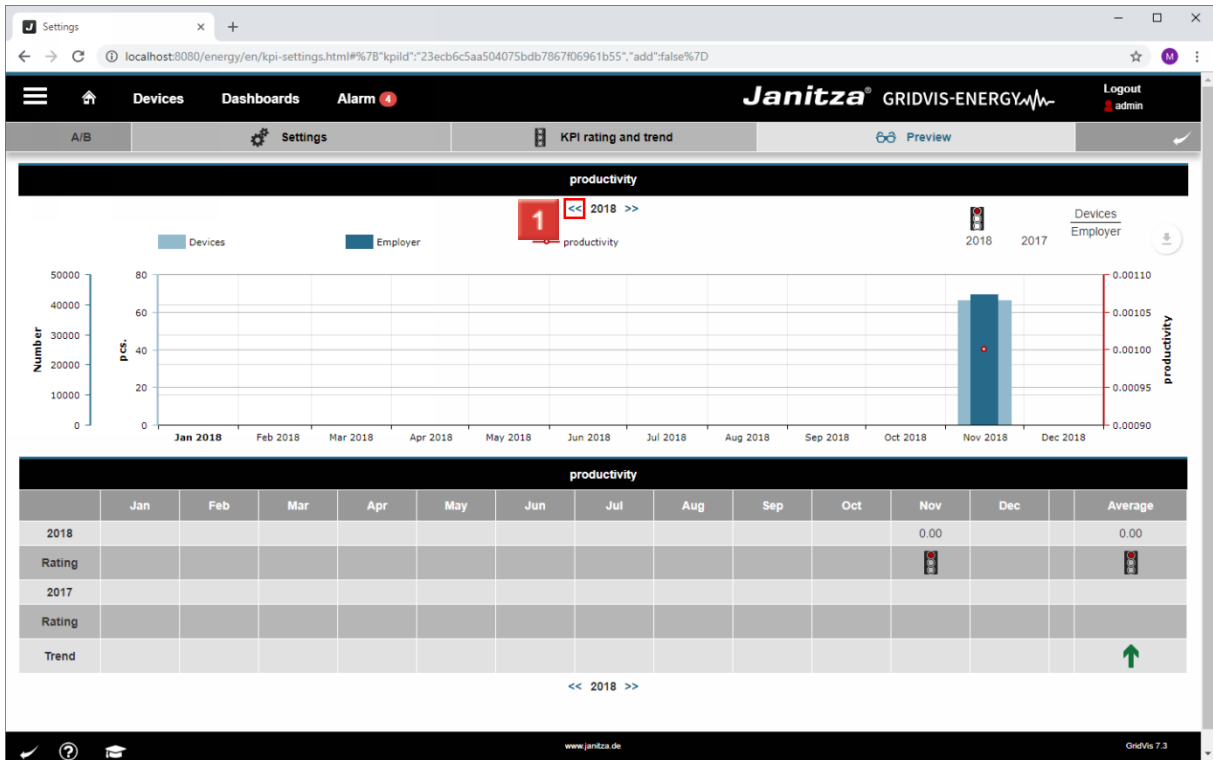 Settings
localhost:8080/energy/en/kpi-settings.html#%7B"kpiId":"23ecb6c5aa504075bdb7867f06961b55","add":false%7D
M
Devices Dashboards Alarm 4 Janitza® GRIDVIS-ENERGY Logout
admin
A/B Settings KPI rating and trend Preview
productivity
1 << 2018 >>
Devices Employer productivity 2018 2017 Devices
Employer
50000 80 0.00110
40000 60 0.00105
30000 40 0.00100
20000 20 0.00095
10000
0 0 0.00090
Number pcs. productivity
Jan 2018 Feb 2018 Mar 2018 Apr 2018 May 2018 Jun 2018 Jul 2018 Aug 2018 Sep 2018 Oct 2018 Nov 2018 Dec 2018
productivity
Jan Feb Mar Apr May Jun Jul Aug Sep Oct Nov Dec Average
2018 0.00 0.00
Rating
2017
Rating
Trend
<< 2018 >>
www.janitza.de GridVis 7.3